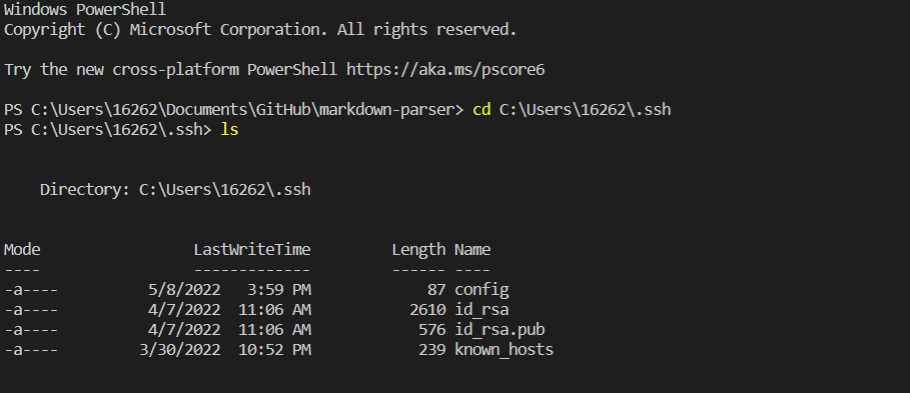 Windows PowerShell
Copyright (C) Microsoft Corporation. All rights reserved.
Try the new cross-platform PowerShell https://aka.ms/pscore6
PS C:\Users\16262\Documents\GitHub\markdown-parser> cd C:\Users\16262\.ssh
PS C:\Users\16262\.ssh> ls
    Directory: C:\Users\16262\.ssh
Mode                 LastWriteTime         Length Name
----                 -------------         ------ ----
-a----          5/8/2022   3:59 PM             87 config
-a----          4/7/2022  11:06 AM           2610 id_rsa
-a----          4/7/2022  11:06 AM            576 id_rsa.pub
-a----         3/30/2022  10:52 PM            239 known_hosts